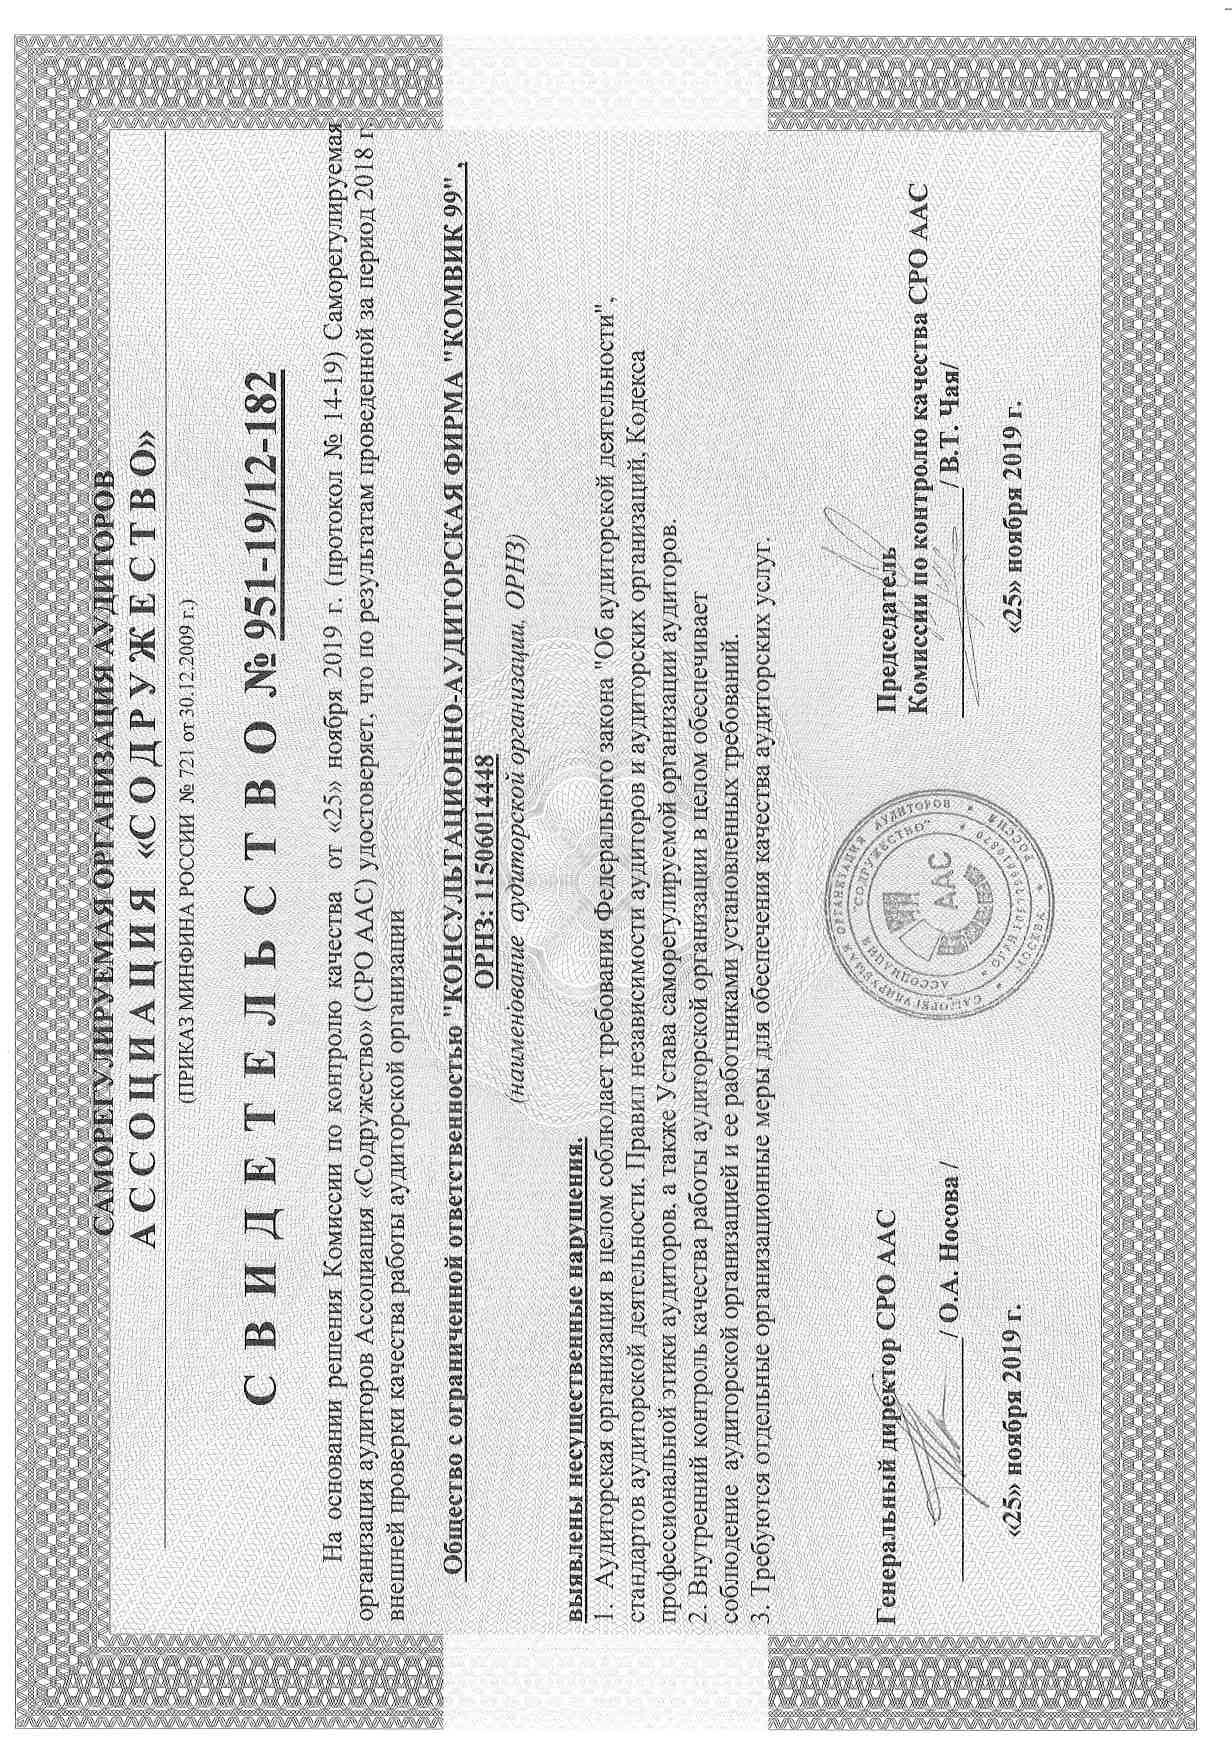 САМОРЕГУЛИРУЕМАЯ ОРГАНИЗАЦИЯ АУДИТОРОВ
АССОЦИАЦИЯ «СОДРУЖЕСТВО»
(ПРИКАЗ МИНФИНА РОССИИ № 721 от 30.12.2009 г.)
СВИДЕТЕЛЬСТВО № 951-19/12-182
На основании решения Комиссии по контролю качества от «25» ноября 2019 г. (протокол № 14-19) Саморегулируемая
организация аудиторов Ассоциация «Содружество» (СРО ААС) удостоверяет, что по результатам проведенной за период 2018 г.
внешней проверки качества работы аудиторской организации
Общество с ограниченной ответственностью "КОНСУЛЬТАЦИОННО-АУДИТОРСКАЯ ФИРМА "КОМВИК 99" ,
ОРНЗ: 11506014448
(наименование аудиторской организации, ОРНЗ)
выявлены несущественные нарушения.
1. Аудиторская организация в целом соблюдает требования Федерального закона "Об аудиторской деятельности",
стандартов аудиторской деятельности, Правил независимости аудиторов и аудиторских организаций, Кодекса
профессиональной этики аудиторов, а также Устава саморегулируемой организации аудиторов.
2. Внутренний контроль качества работы аудиторской организации в целом обеспечивает
соблюдение аудиторской организацией и ее работниками установленных требований.
3. Требуются отдельные организационные меры для обеспечения качества аудиторских услуг.
Генеральный директор СРО ААС
/ О.А. Носова /
«25» ноября 2019 г.
САМОРЕГУЛИРУЕМАЯ ОРГАНИЗАЦИЯ АУДИТОРОВ
АССОЦИАЦИЯ "СОДРУЖЕСТВО"
ААС
МОСКВА
РОССИЯ
Председатель
Комиссии по контролю качества СРО ААС
/ В.Т. Чая/
«25» ноября 2019 г.